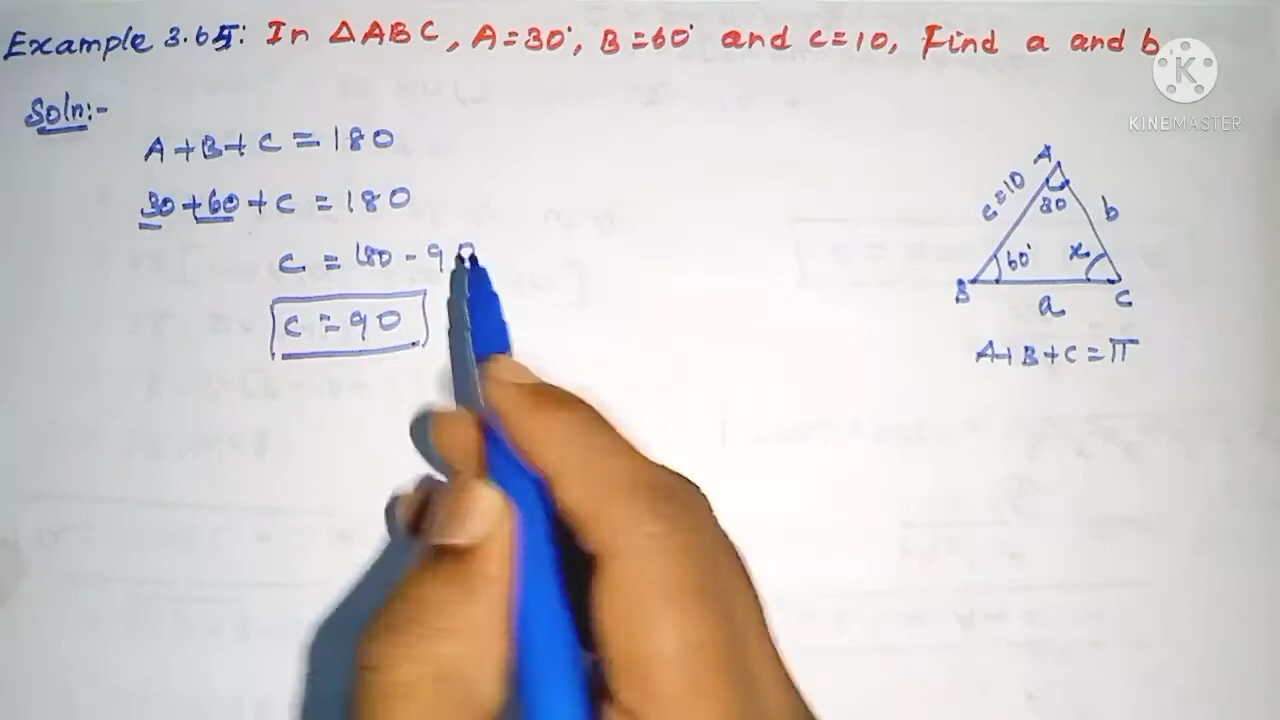 Example 3.65: In △ABC, A=30°, B=60° and c=10, Find a and b
Soln:-
A+B+C=180
30+60+C=180
C=180-90
C=90
A
c=10
30
b
60°
x
B
a
C
A+B+C=π
KINEMASTER